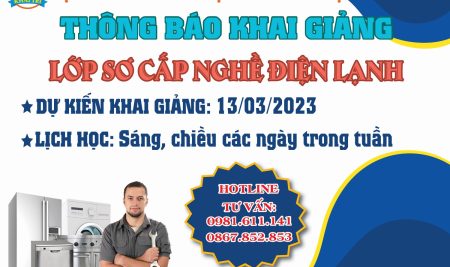 THÔNG BÁO KHAI GIẢNG
LỚP SƠ CẤP NGHỀ ĐIỆN LẠNH
DỰ KIẾN KHAI GIẢNG: 13/03/2023
LỊCH HỌC: Sáng, chiều các ngày trong tuần
HOTLINE
TƯ VẤN:
0981.611.141
0867.852.853